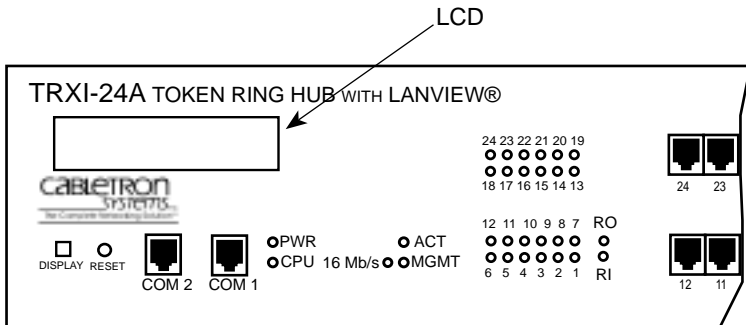 LCD
TRXI-24A TOKEN RING HUB WITH LANVIEW®
24 23 22 21 20 19
18 17 16 15 14 13
24 23
CABLETRON
SYSTEMS
The Complete Networking Solution
12 11 10 9 8 7 RO
6 5 4 3 2 1 RI
DISPLAY RESET
COM 2 COM 1
PWR
CPU
16 Mb/s
ACT
MGMT
12 11